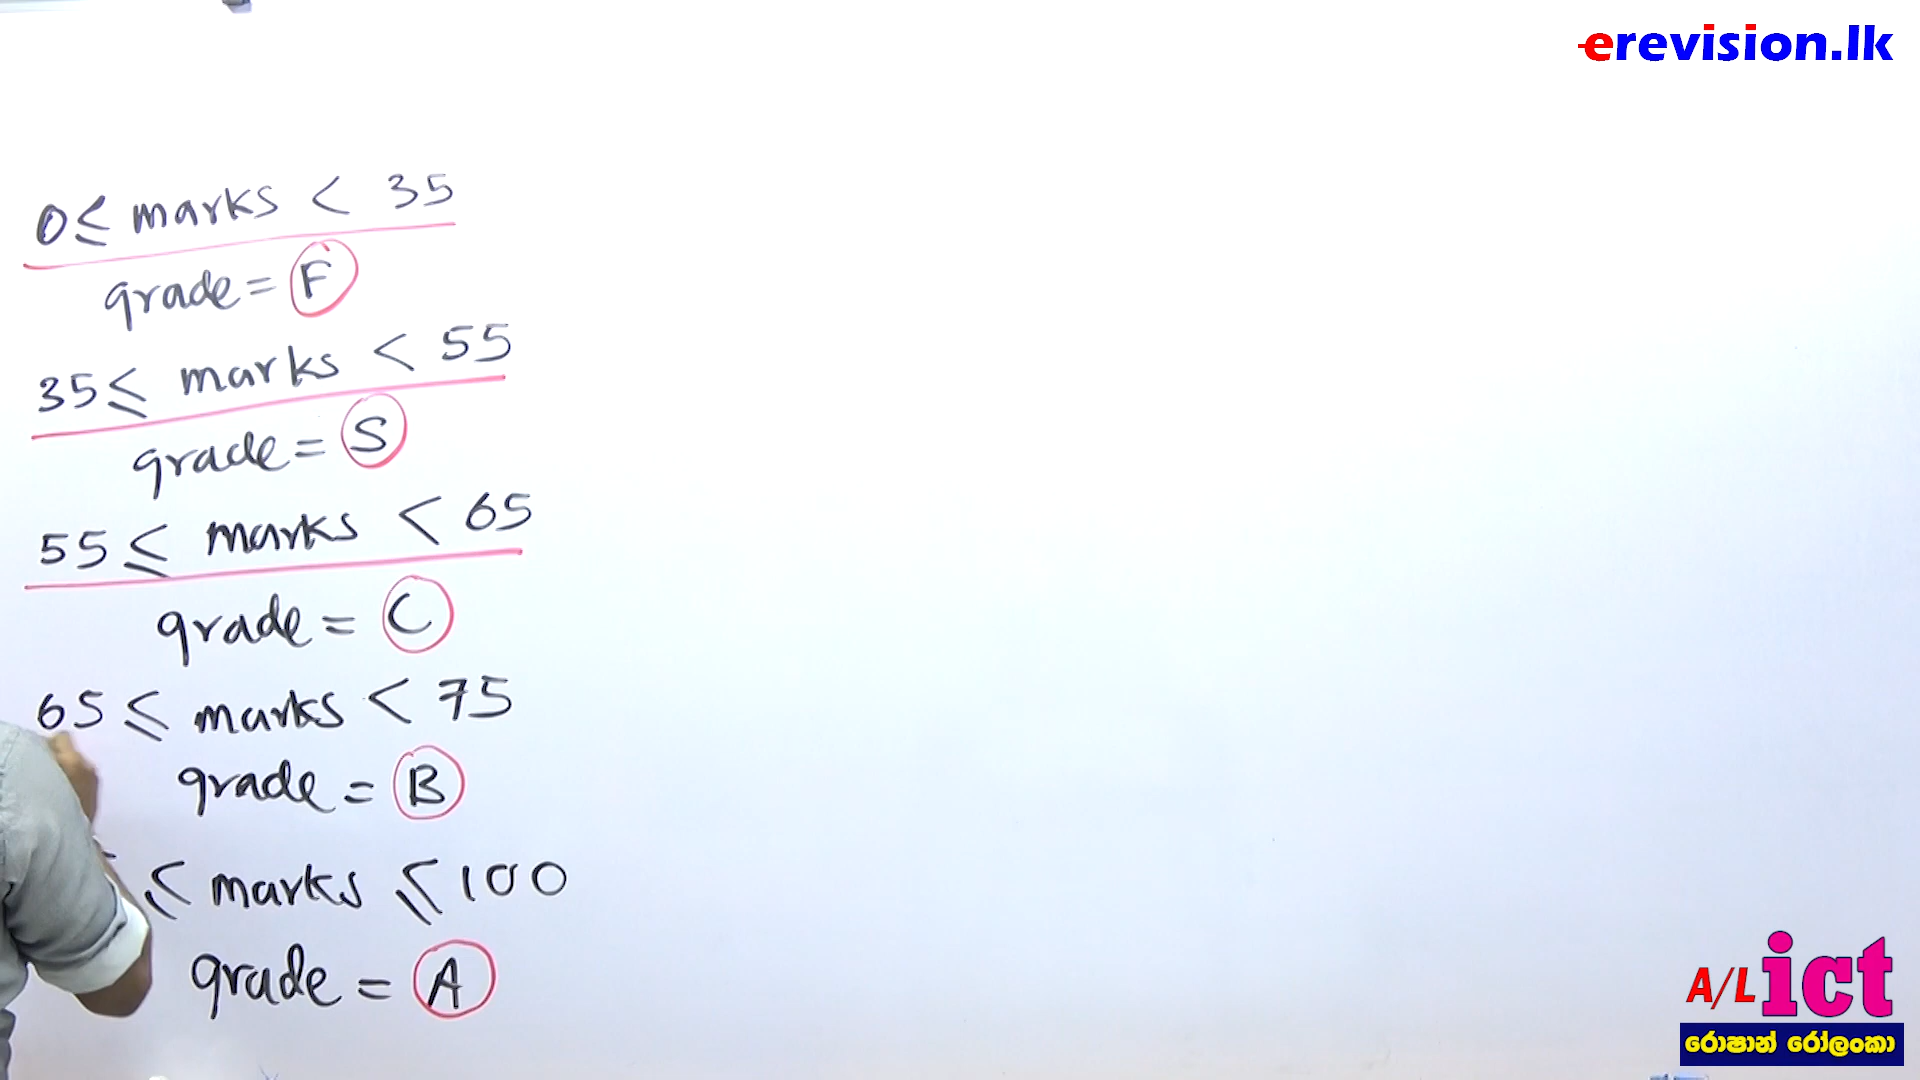 erevision.lk
0 ≤ marks < 35
grade = F
35 ≤ marks < 55
grade = S
55 ≤ marks < 65
grade = C
65 ≤ marks < 75
grade = B
≤ marks ≤ 100
grade = A
A/L ict
රොෂාන් රෝලංකා